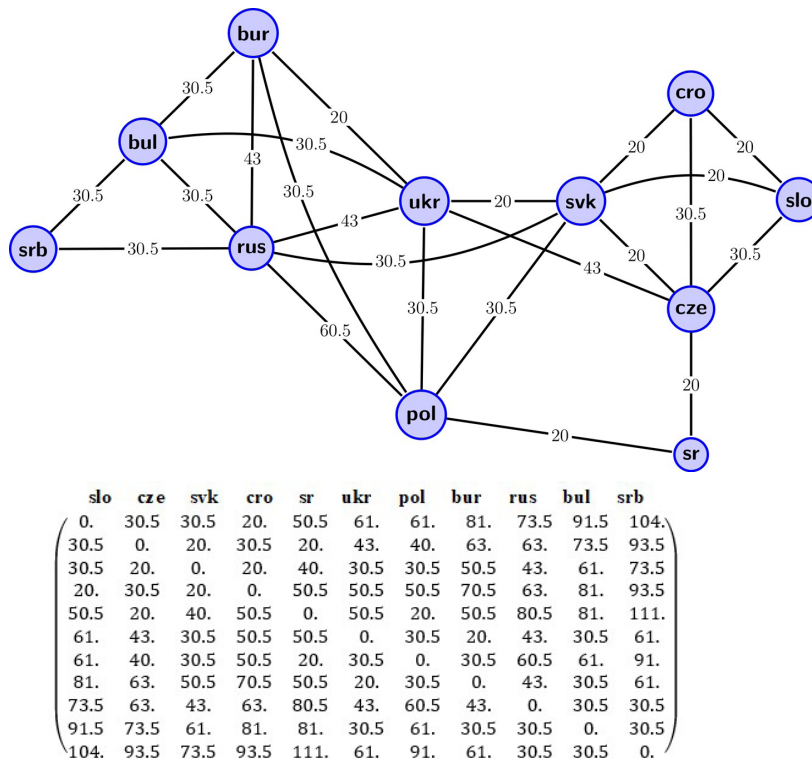 bur
cro
30.5
20
20
20
bul
30.5
43
20
30.5
30.5
30.5
30.5
ukr
20
svk
slo
43
30.5
srb
30.5
rus
20
30.5
30.5
43
cze
30.5
30.5
60.5
20
pol
20
sr
slo cze svk cro sr ukr pol bur rus bul srb
0. 30.5 30.5 20. 50.5 61. 61. 81. 73.5 91.5 104.
30.5 0. 20. 30.5 20. 43. 40. 63. 63. 73.5 93.5
30.5 20. 0. 20. 40. 30.5 30.5 50.5 43. 61. 73.5
20. 30.5 20. 0. 50.5 50.5 50.5 70.5 63. 81. 93.5
50.5 20. 40. 50.5 0. 50.5 20. 50.5 80.5 81. 111.
61. 43. 30.5 50.5 50.5 0. 30.5 20. 43. 30.5 61.
61. 40. 30.5 50.5 20. 30.5 0. 30.5 60.5 61. 91.
81. 63. 50.5 70.5 50.5 20. 30.5 0. 43. 30.5 61.
73.5 63. 43. 63. 80.5 43. 60.5 43. 0. 30.5 30.5
91.5 73.5 61. 81. 81. 30.5 61. 30.5 30.5 0. 30.5
104. 93.5 73.5 93.5 111. 61. 91. 61. 30.5 30.5 0.